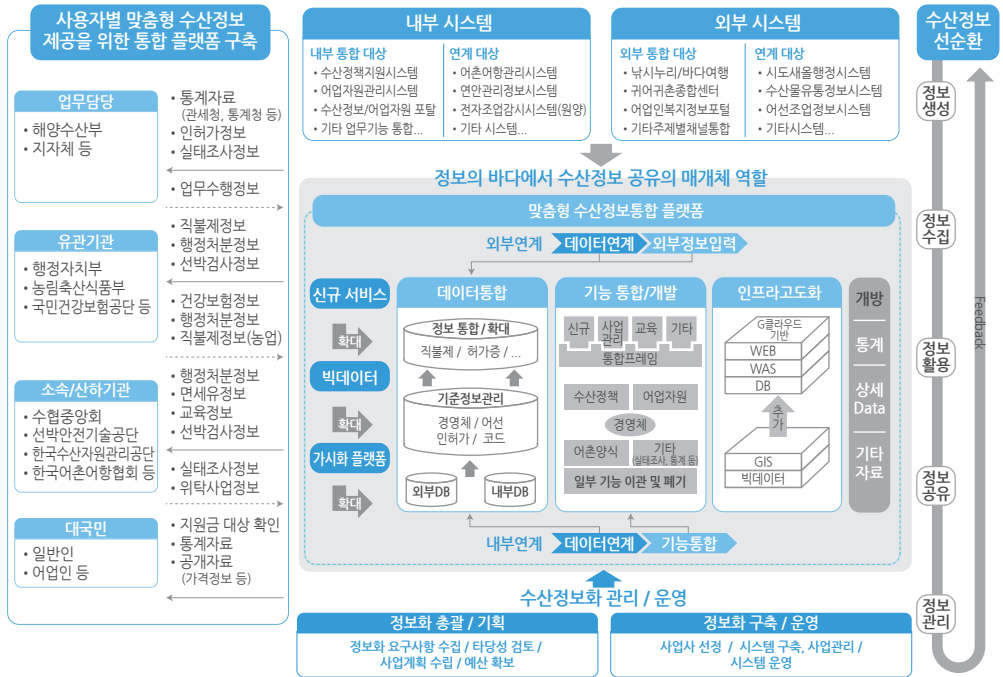 사용자별 맞춤형 수산정보
제공을 위한 통합 플랫폼 구축
업무담당
• 해양수산부
• 지자체 등
• 통계자료
(관세청, 통계청 등)
• 인허가정보
• 실태조사정보
• 업무수행정보
유관기관
• 행정자치부
• 농림축산식품부
• 국민건강보험공단 등
• 직불제정보
• 행정처분정보
• 선박검사정보
• 건강보험정보
• 행정처분정보
• 직불제정보(농업)
소속/산하기관
• 수협중앙회
• 선박안전기술공단
• 한국수산자원관리공단
• 한국어촌어항협회 등
• 행정처분정보
• 면세유정보
• 교육정보
• 선박검사정보
• 실태조사정보
• 위탁사업정보
대국민
• 일반인
• 어업인 등
• 지원금 대상 확인
• 통계자료
• 공개자료
(가격정보 등)
내부 시스템
내부 통합 대상
• 수산정책지원시스템
• 어업자원관리시스템
• 수산정보/어업자원 포탈
• 기타 업무기능 통합...
연계 대상
• 어촌어항관리시스템
• 연안관리정보시스템
• 전자조업감시시스템(원양)
• 기타 시스템...
외부 시스템
외부 통합 대상
• 낚시누리/바다여행
• 귀어귀촌종합센터
• 어업인복지정보포털
• 기타주제별채널통합
연계 대상
• 시도새올행정시스템
• 수산물유통정보시스템
• 어선조업정보시스템
• 기타시스템...
정보의 바다에서 수산정보 공유의 매개체 역할
맞춤형 수산정보통합 플랫폼
외부연계 데이터연계 외부정보입력
신규 서비스
확대
빅데이터
확대
가시화 플랫폼
확대
데이터통합
정보 통합 / 확대
직불제 / 허가증 / ...
기준정보관리
경영체 / 어선
인허가 / 코드
외부DB 내부DB
기능 통합/개발
신규 사업관리 교육 기타
통합프레임
수산정책 어업자원
경영체
어촌양식 기타
(실태조사, 통계 등)
일부 기능 이관 및 폐기
인프라고도화
G클라우드
기반
WEB
WAS
DB
추가
GIS
빅데이터
개방
통계
상세
Data
기타
자료
내부연계 데이터연계 기능통합
수산정보화 관리 / 운영
정보화 총괄 / 기획
정보화 요구사항 수집 / 타당성 검토 /
사업계획 수립 / 예산 확보
정보화 구축 / 운영
사업사 선정 / 시스템 구축, 사업관리 /
시스템 운영
수산정보
선순환
정보
생성
정보
수집
정보
활용
정보
공유
정보
관리
Feedback